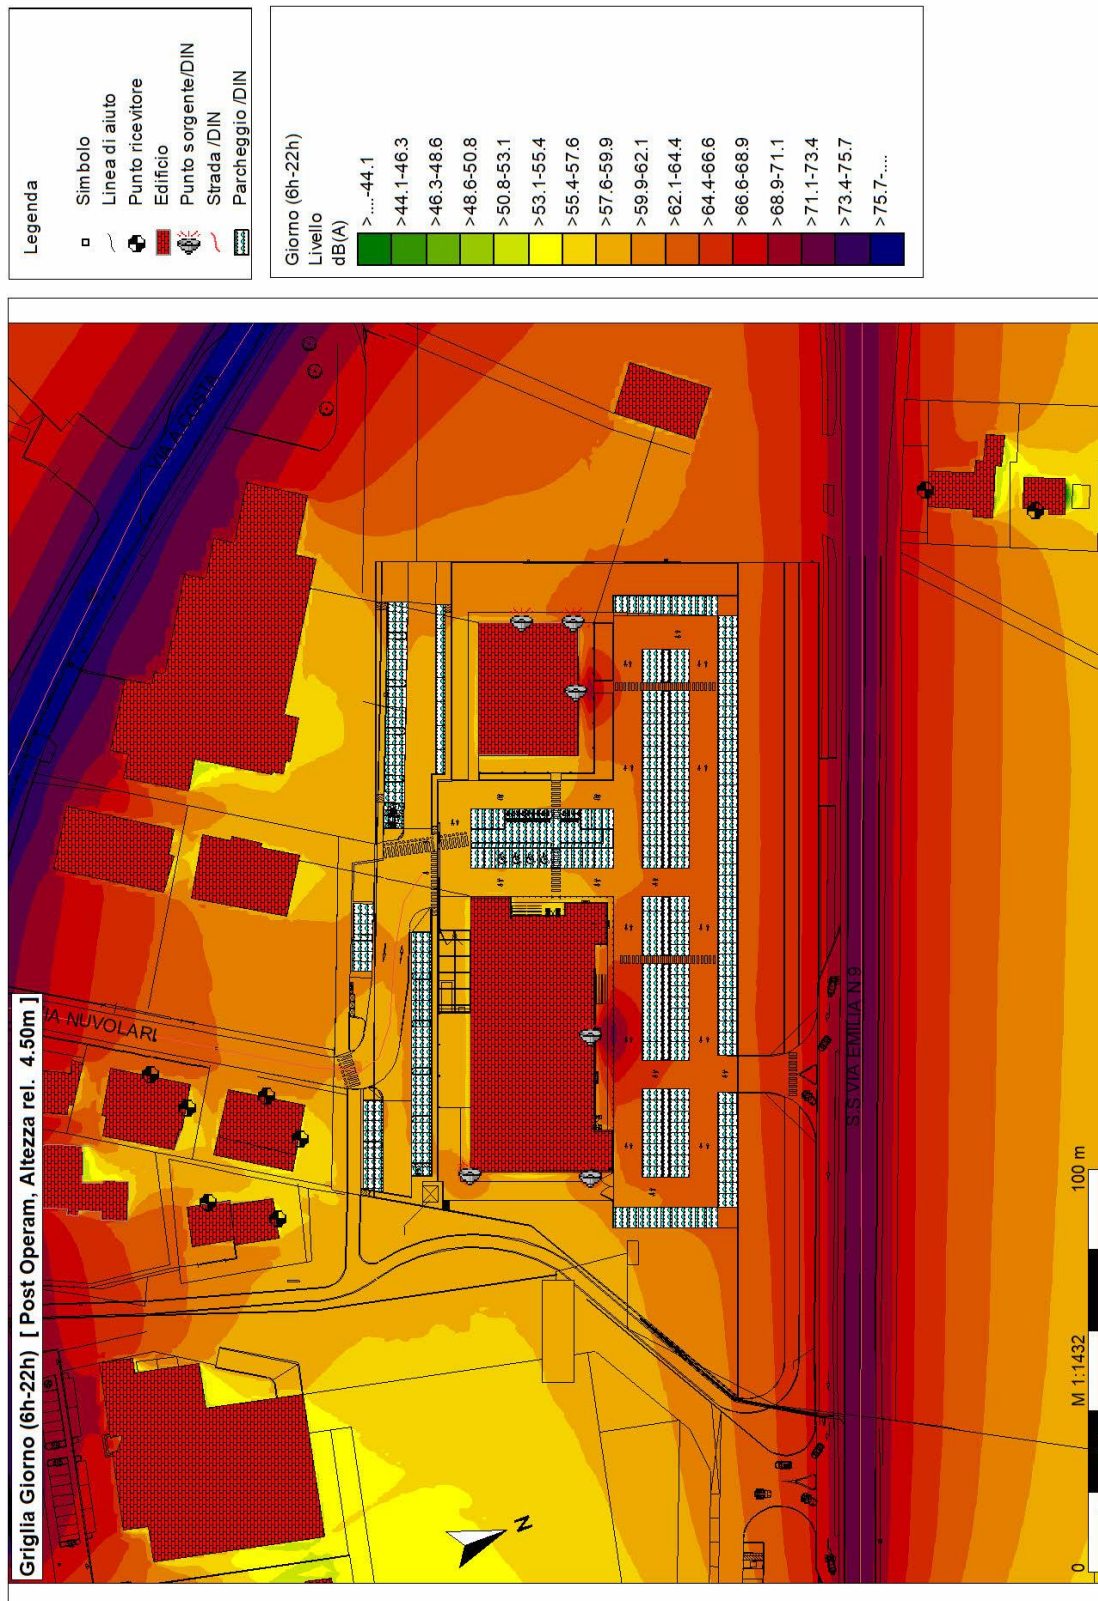 Griglia Giorno (6h-22h) [ Post Operam, Altezza rel. 4.50m ]
VIA A.COSTA
IA NUVOLARI
S.S.VIA EMILIA N 9
N
0
M 1:1432
100 m
Legenda
Simbolo
Linea di aiuto
Punto ricevitore
Edificio
Punto sorgente/DIN
Strada /DIN
Parcheggio /DIN
Giorno (6h-22h)
Livello
dB(A)
>....-44.1
>44.1-46.3
>46.3-48.6
>48.6-50.8
>50.8-53.1
>53.1-55.4
>55.4-57.6
>57.6-59.9
>59.9-62.1
>62.1-64.4
>64.4-66.6
>66.6-68.9
>68.9-71.1
>71.1-73.4
>73.4-75.7
>75.7-....